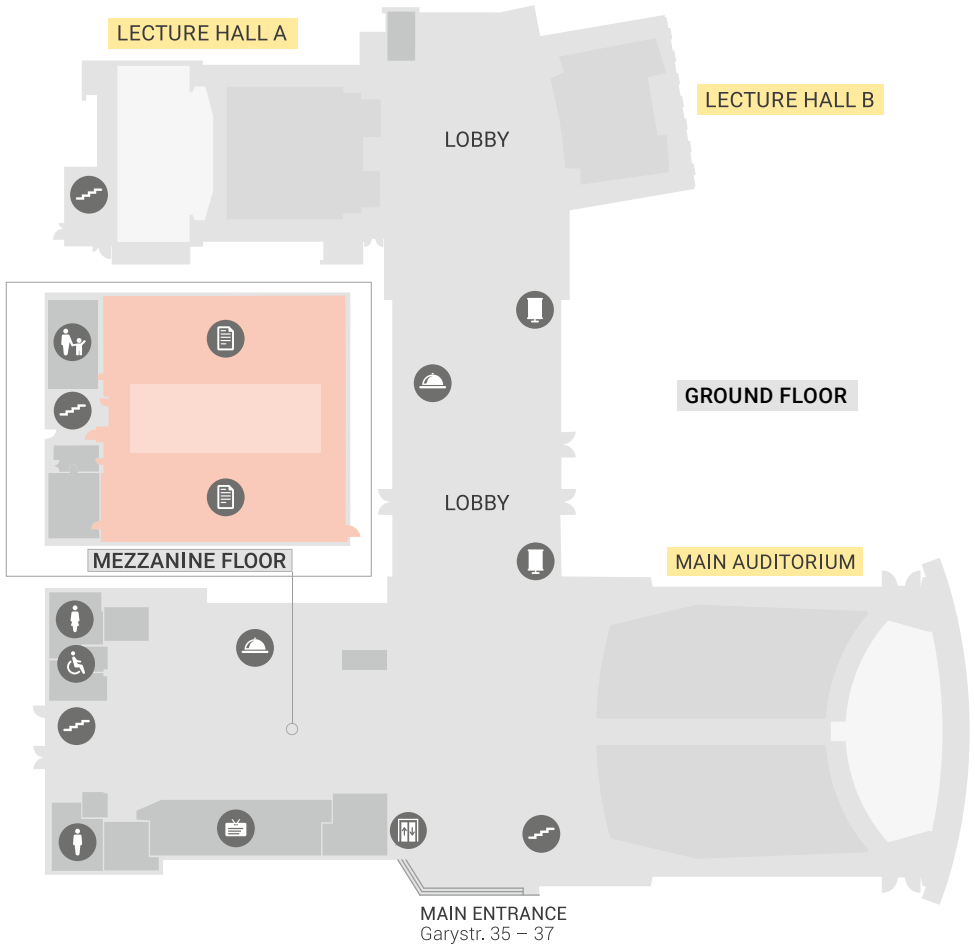 LECTURE HALL A
LECTURE HALL B
LOBBY
GROUND FLOOR
LOBBY
MEZZANINE FLOOR
MAIN AUDITORIUM
MAIN ENTRANCE
Garystr. 35 – 37